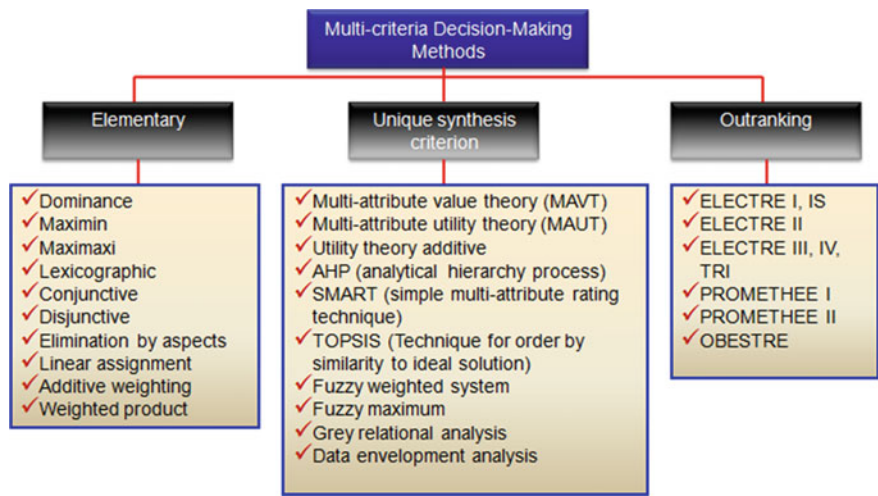 Multi-criteria Decision-Making
Methods
Elementary
Dominance
Maximin
Maximaxi
Lexicographic
Conjunctive
Disjunctive
Elimination by aspects
Linear assignment
Additive weighting
Weighted product
Unique synthesis
criterion
Multi-attribute value theory (MAVT)
Multi-attribute utility theory (MAUT)
Utility theory additive
AHP (analytical hierarchy process)
SMART (simple multi-attribute rating
technique)
TOPSIS (Technique for order by
similarity to ideal solution)
Fuzzy weighted system
Fuzzy maximum
Grey relational analysis
Data envelopment analysis
Outranking
ELECTRE I, IS
ELECTRE II
ELECTRE III, IV,
TRI
PROMETHEE I
PROMETHEE II
OBESTRE